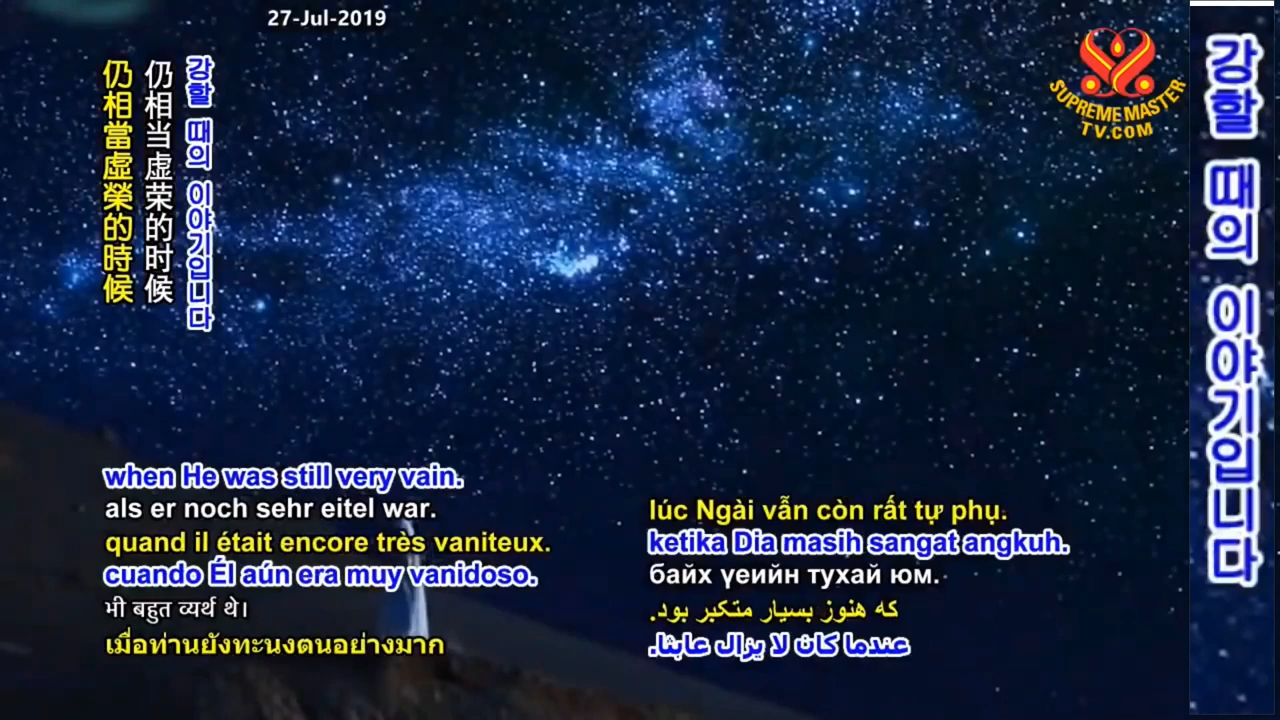 27-Jul-2019
SUPREME MASTER
TV.COM
仍相當虛榮的時候
仍相当虚荣的时候
강할 때의 이야기입니다
when He was still very vain.
als er noch sehr eitel war.
quand il était encore très vaniteux.
cuando Él aún era muy vanidoso.
भी बहुत व्यर्थ थे।
เมื่อท่านยังทะนงตนอย่างมาก
lúc Ngài vẫn còn rất tự phụ.
ketika Dia masih sangat angkuh.
байх үеийн тухай юм.
که هنوز بسیار متکبر بود.
عندما كان لا يزال عابثا.
강할 때의 이야기입니다